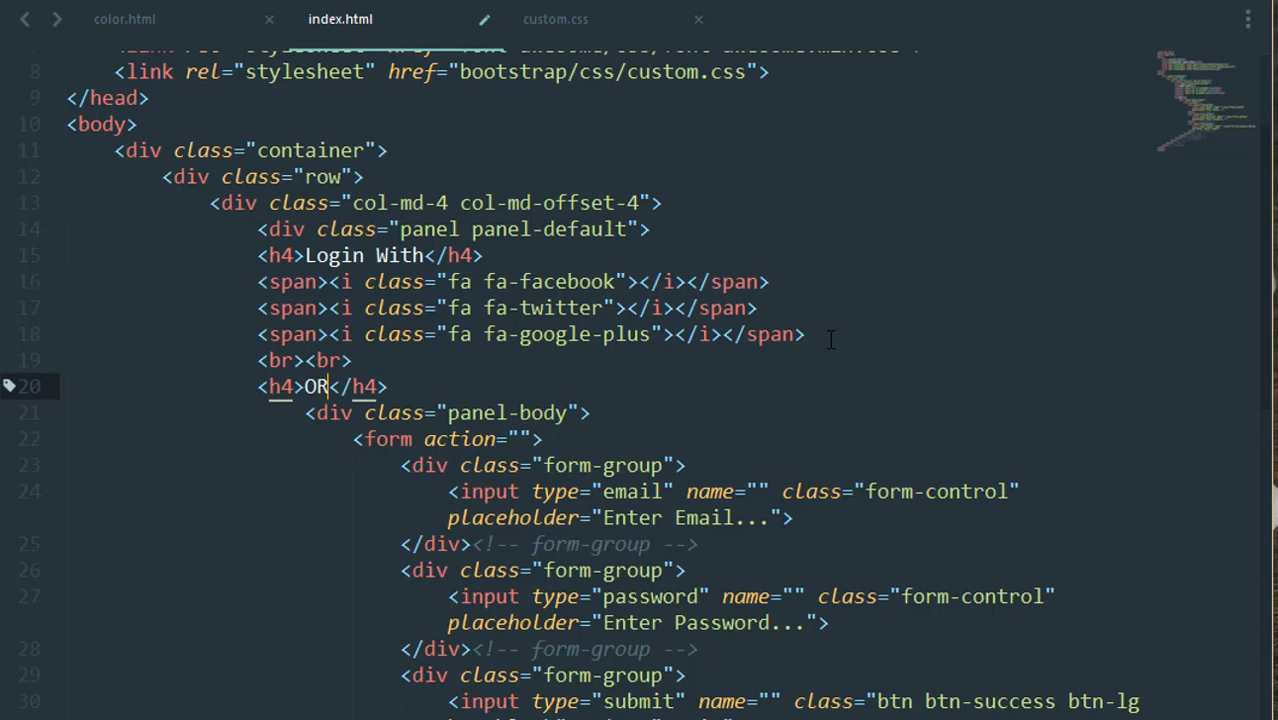 color.html × index.html custom.css ×
8 <link rel="stylesheet" href="bootstrap/css/custom.css">
9 </head>
10 <body>
11 <div class="container">
12 <div class="row">
13 <div class="col-md-4 col-md-offset-4">
14 <div class="panel panel-default">
15 <h4>Login With</h4>
16 <span><i class="fa fa-facebook"></i></span>
17 <span><i class="fa fa-twitter"></i></span>
18 <span><i class="fa fa-google-plus"></i></span>
19 <br><br>
20 <h4>OR</h4>
21 <div class="panel-body">
22 <form action="">
23 <div class="form-group">
24 <input type="email" name="" class="form-control"
placeholder="Enter Email...">
25 </div><!-- form-group -->
26 <div class="form-group">
27 <input type="password" name="" class="form-control"
placeholder="Enter Password...">
28 </div><!-- form-group -->
29 <div class="form-group">
30 <input type="submit" name="" class="btn btn-success btn-lg